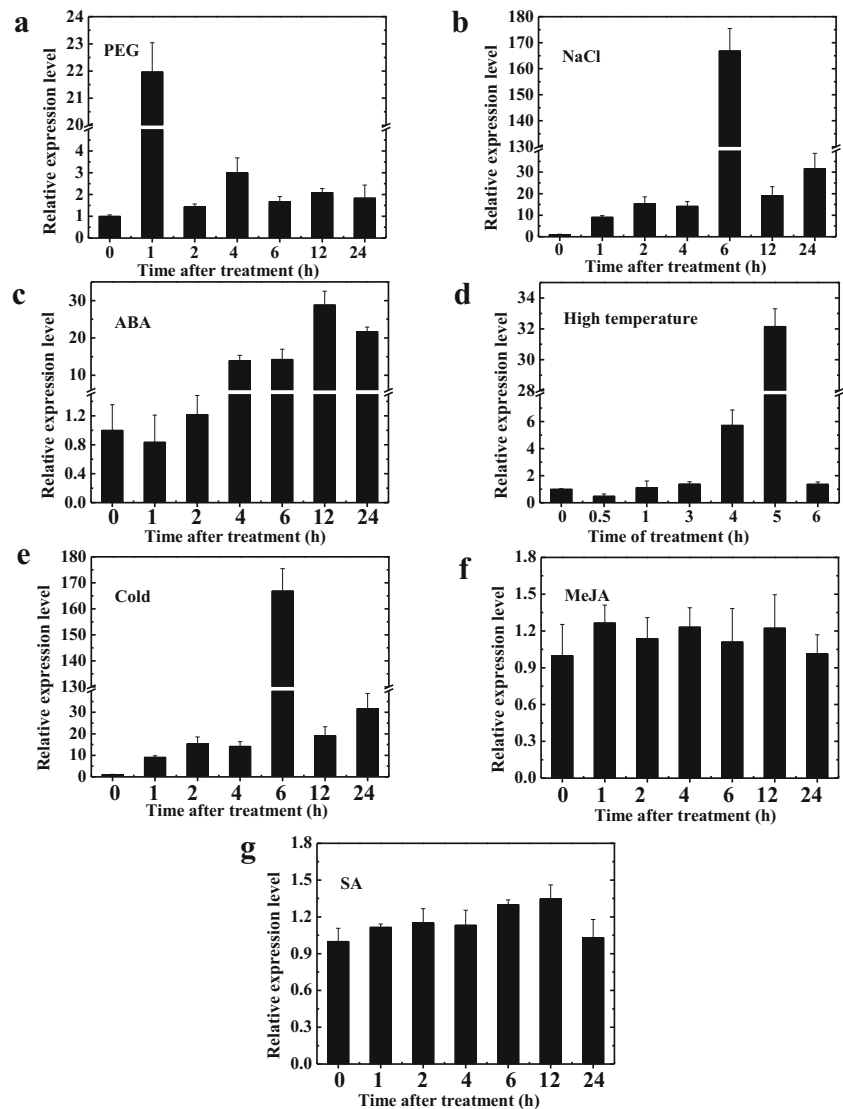 a
PEG
Relative expression level
24
23
22
21
20
5
4
3
2
1
0
0 1 2 4 6 12 24
Time after treatment (h)
b
NaCl
Relative expression level
180
170
160
150
140
130
40
30
20
10
0
0 1 2 4 6 12 24
Time after treatment (h)
c
ABA
Relative expression level
30
20
10
1.2
0.8
0.4
0.0
0 1 2 4 6 12 24
Time after treatment (h)
d
High temperature
Relative expression level
34
32
30
28
8
6
4
2
0
0 0.5 1 3 4 5 6
Time of treatment (h)
e
Cold
Relative expression level
180
170
160
150
140
130
40
30
20
10
0
0 1 2 4 6 12 24
Time after treatment (h)
f
MeJA
Relative expression level
1.8
1.5
1.2
0.9
0.6
0.3
0.0
0 1 2 4 6 12 24
Time after treatment (h)
g
SA
Relative expression level
1.8
1.5
1.2
0.9
0.6
0.3
0.0
0 1 2 4 6 12 24
Time after treatment (h)